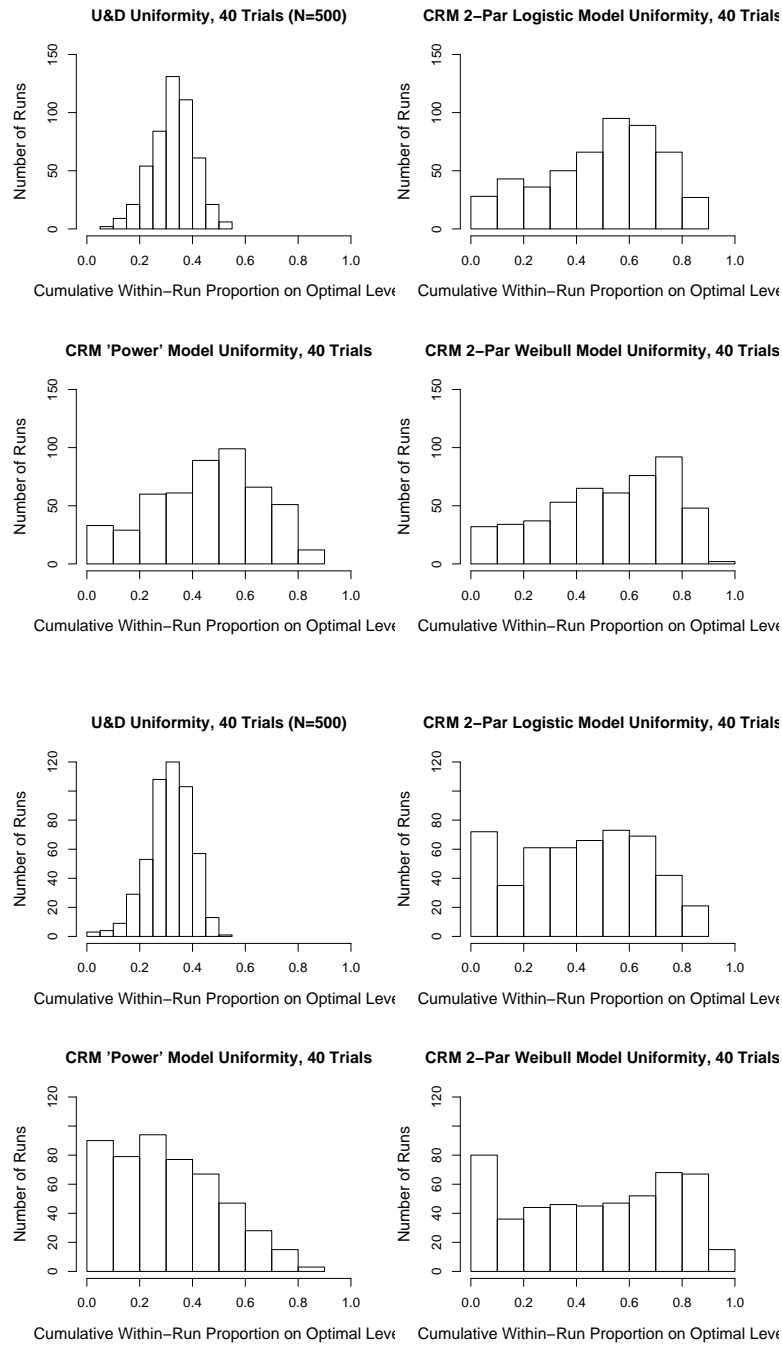 U&D Uniformity, 40 Trials (N=500)
Number of Runs
0 50 100 150
0.0 0.2 0.4 0.6 0.8 1.0
Cumulative Within−Run Proportion on Optimal Leve
CRM 2−Par Logistic Model Uniformity, 40 Trials
Number of Runs
0 50 100 150
0.0 0.2 0.4 0.6 0.8 1.0
Cumulative Within−Run Proportion on Optimal Leve
CRM 'Power' Model Uniformity, 40 Trials
Number of Runs
0 50 100 150
0.0 0.2 0.4 0.6 0.8 1.0
Cumulative Within−Run Proportion on Optimal Leve
CRM 2−Par Weibull Model Uniformity, 40 Trials
Number of Runs
0 50 100 150
0.0 0.2 0.4 0.6 0.8 1.0
Cumulative Within−Run Proportion on Optimal Leve
U&D Uniformity, 40 Trials (N=500)
Number of Runs
0 20 40 60 80 120
0.0 0.2 0.4 0.6 0.8 1.0
Cumulative Within−Run Proportion on Optimal Leve
CRM 2−Par Logistic Model Uniformity, 40 Trials
Number of Runs
0 20 40 60 80 120
0.0 0.2 0.4 0.6 0.8 1.0
Cumulative Within−Run Proportion on Optimal Leve
CRM 'Power' Model Uniformity, 40 Trials
Number of Runs
0 20 40 60 80 120
0.0 0.2 0.4 0.6 0.8 1.0
Cumulative Within−Run Proportion on Optimal Leve
CRM 2−Par Weibull Model Uniformity, 40 Trials
Number of Runs
0 20 40 60 80 120
0.0 0.2 0.4 0.6 0.8 1.0
Cumulative Within−Run Proportion on Optimal Leve